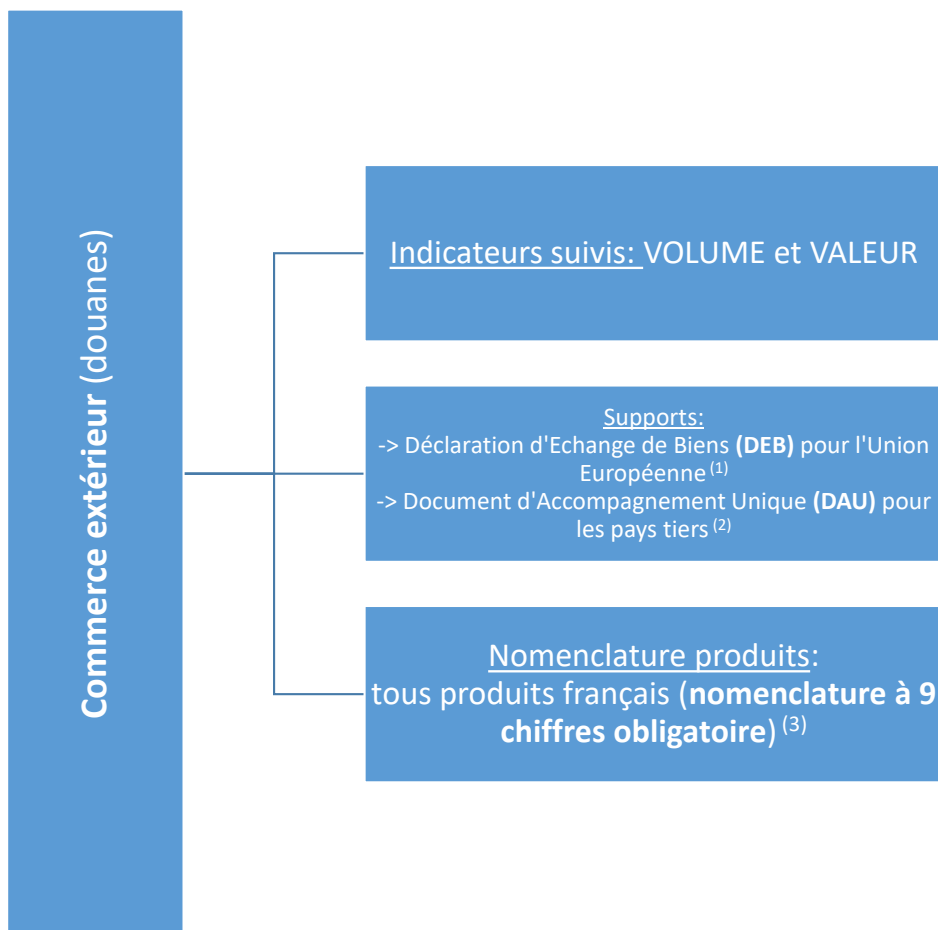 Commerce extérieur (douanes)
Indicateurs suivis: VOLUME et VALEUR
Supports:
-> Déclaration d'Echange de Biens (DEB) pour l'Union
Européenne (1)
-> Document d'Accompagnement Unique (DAU) pour
les pays tiers (2)
Nomenclature produits:
tous produits français (nomenclature à 9
chiffres obligatoire) (3)